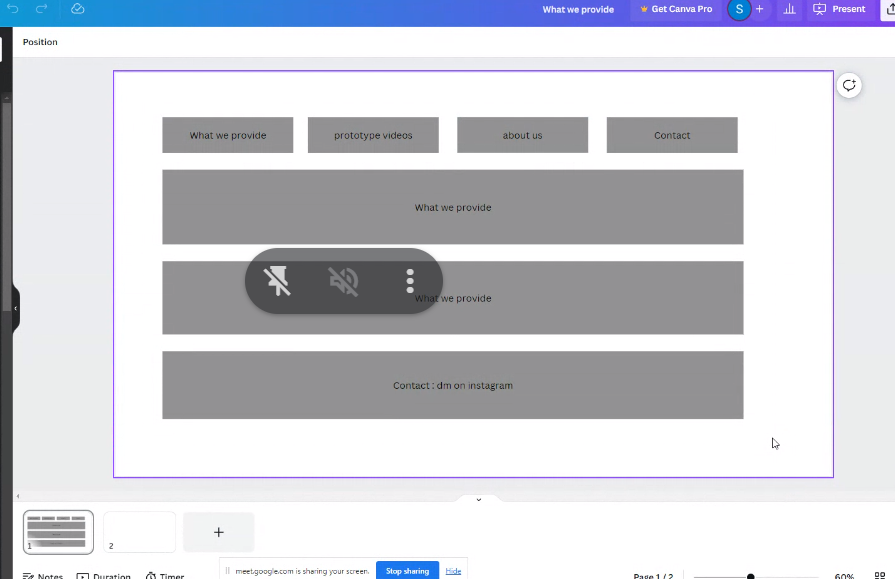 What we provide
Get Canva Pro
S
+
Present
Position
What we provide
prototype videos
about us
Contact
What we provide
What we provide
Contact : dm on instagram
1
2
+
meet.google.com is sharing your screen.
Stop sharing
Hide
Notes
Duration
Timer
Page 1 / 2
60%